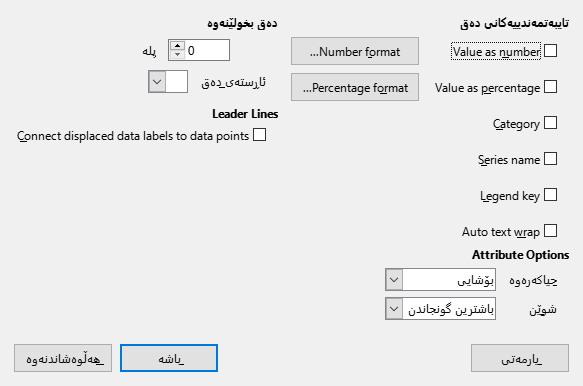 تایبەتمەندییەکانی دەق
Value as number
Number format...
Value as percentage
Percentage format...
Category
Series name
Legend key
Auto text wrap
Attribute Options
جیاکەرەوە
بۆشایی
شوێن
باشترین گونجاندن
دەق بخولێنەوە
پلە
0
ئاڕستەی دەق
Leader Lines
Connect displaced data labels to data points
یارمەتی
باشە
هەڵوەشاندنەوە